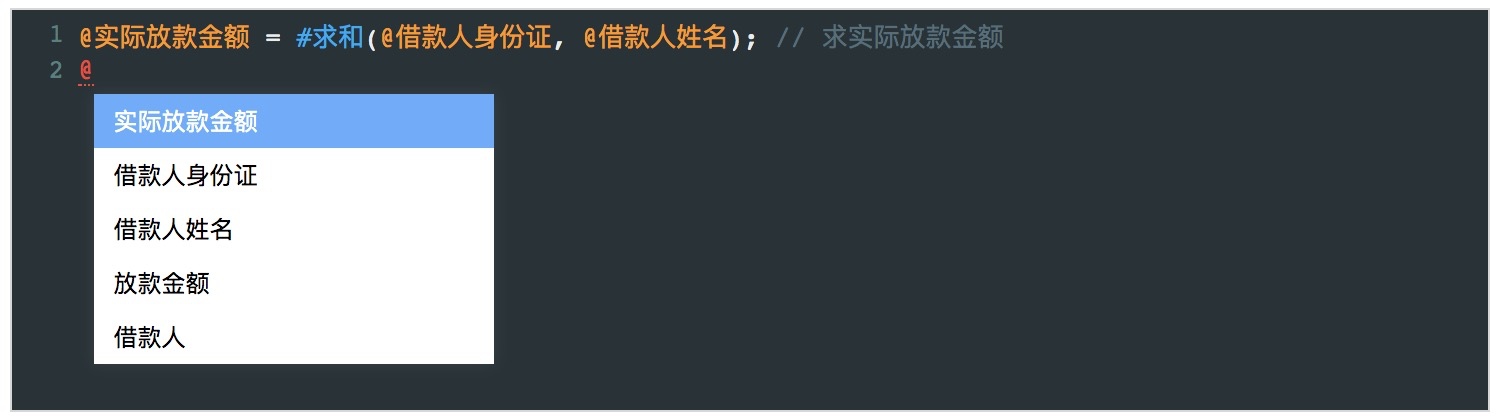 1 @实际放款金额 = #求和(@借款人身份证, @借款人姓名); // 求实际放款金额
2 @
实际放款金额
借款人身份证
借款人姓名
放款金额
借款人